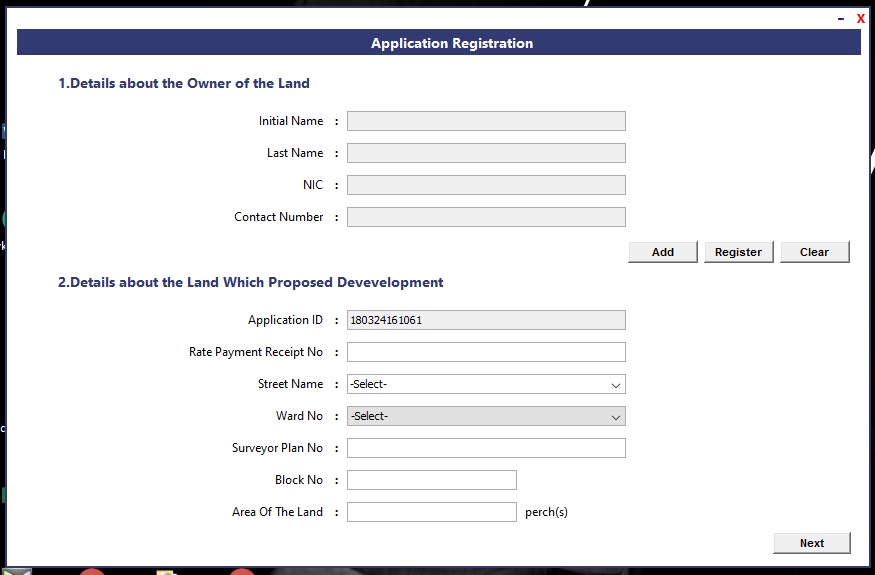 - X
Application Registration
1.Details about the Owner of the Land
Initial Name :
Last Name :
NIC :
Contact Number :
Add Register Clear
2.Details about the Land Which Proposed Devevelopment
Application ID : 180324161061
Rate Payment Receipt No :
Street Name : -Select-
Ward No : -Select-
Surveyor Plan No :
Block No :
Area Of The Land : perch(s)
Next